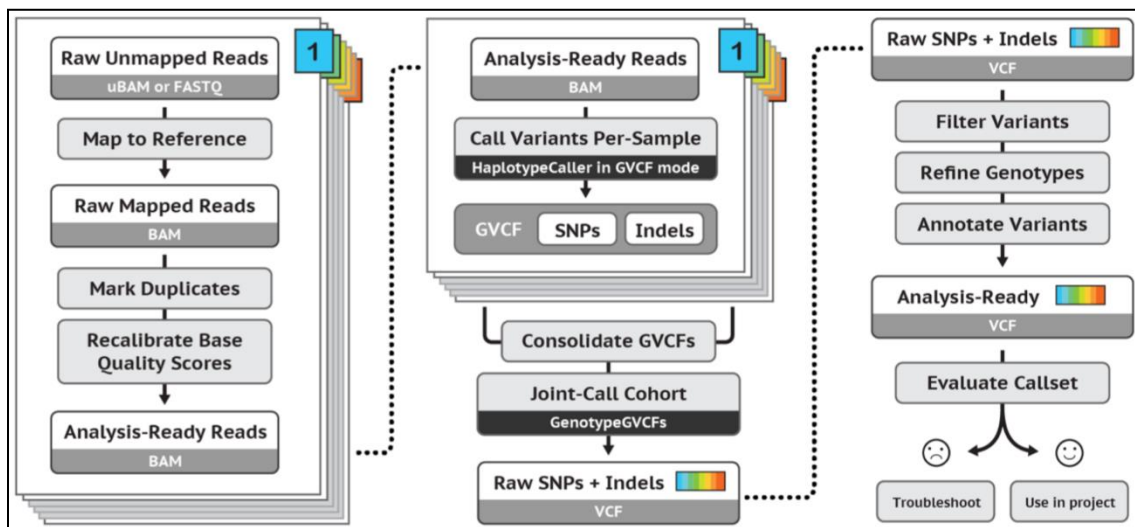 1
Raw Unmapped Reads
uBAM or FASTQ
Map to Reference
Raw Mapped Reads
BAM
Mark Duplicates
Recalibrate Base
Quality Scores
Analysis-Ready Reads
BAM
1
Analysis-Ready Reads
BAM
Call Variants Per-Sample
HaplotypeCaller in GVCF mode
GVCF SNPs Indels
Consolidate GVCFs
Joint-Call Cohort
GenotypeGVCFs
Raw SNPs + Indels
VCF
Raw SNPs + Indels
VCF
Filter Variants
Refine Genotypes
Annotate Variants
Analysis-Ready
VCF
Evaluate Callset
Troubleshoot
Use in project